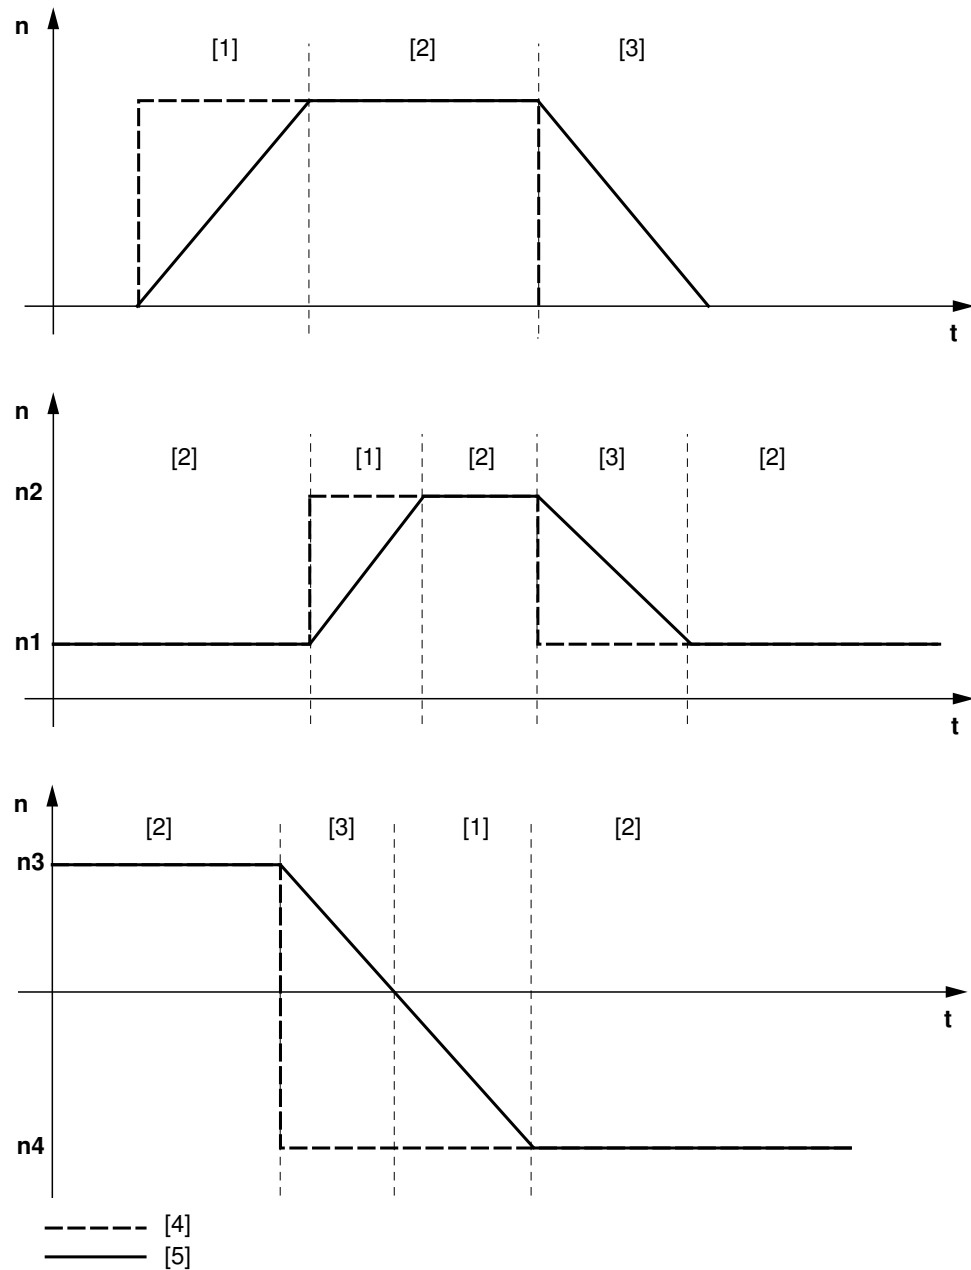 n
[1] [2] [3]
t
n
[2] [1] [2] [3] [2]
n2
n1
t
n
[2] [3] [1] [2]
n3
t
n4
[4]
[5]